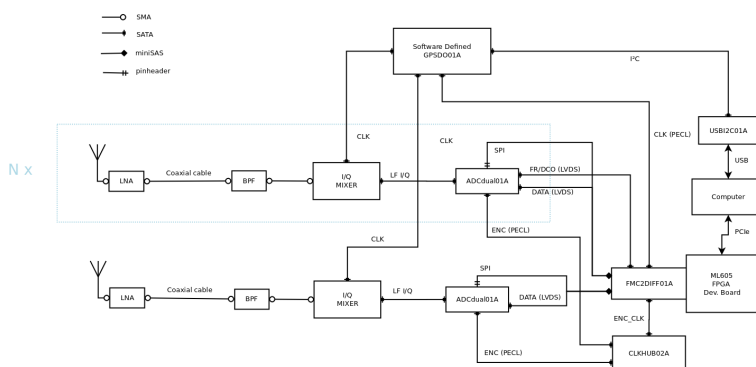 SMA
SATA
miniSAS
pinheader
Software Defined
GPSDO01A
I²C
CLK
CLK
CLK (PECL)
USBI2C01A
SPI
USB
N x
Coaxial cable
LNA
BPF
I/Q
MIXER
LF I/Q
ADCdual01A
FR/DCO (LVDS)
DATA (LVDS)
Computer
ENC (PECL)
CLK
PCIe
SPI
Coaxial cable
LNA
BPF
I/Q
MIXER
LF I/Q
ADCdual01A
DATA (LVDS)
FMC2DIFF01A
ML605
FPGA
Dev. Board
ENC_CLK
ENC (PECL)
CLKHUB02A